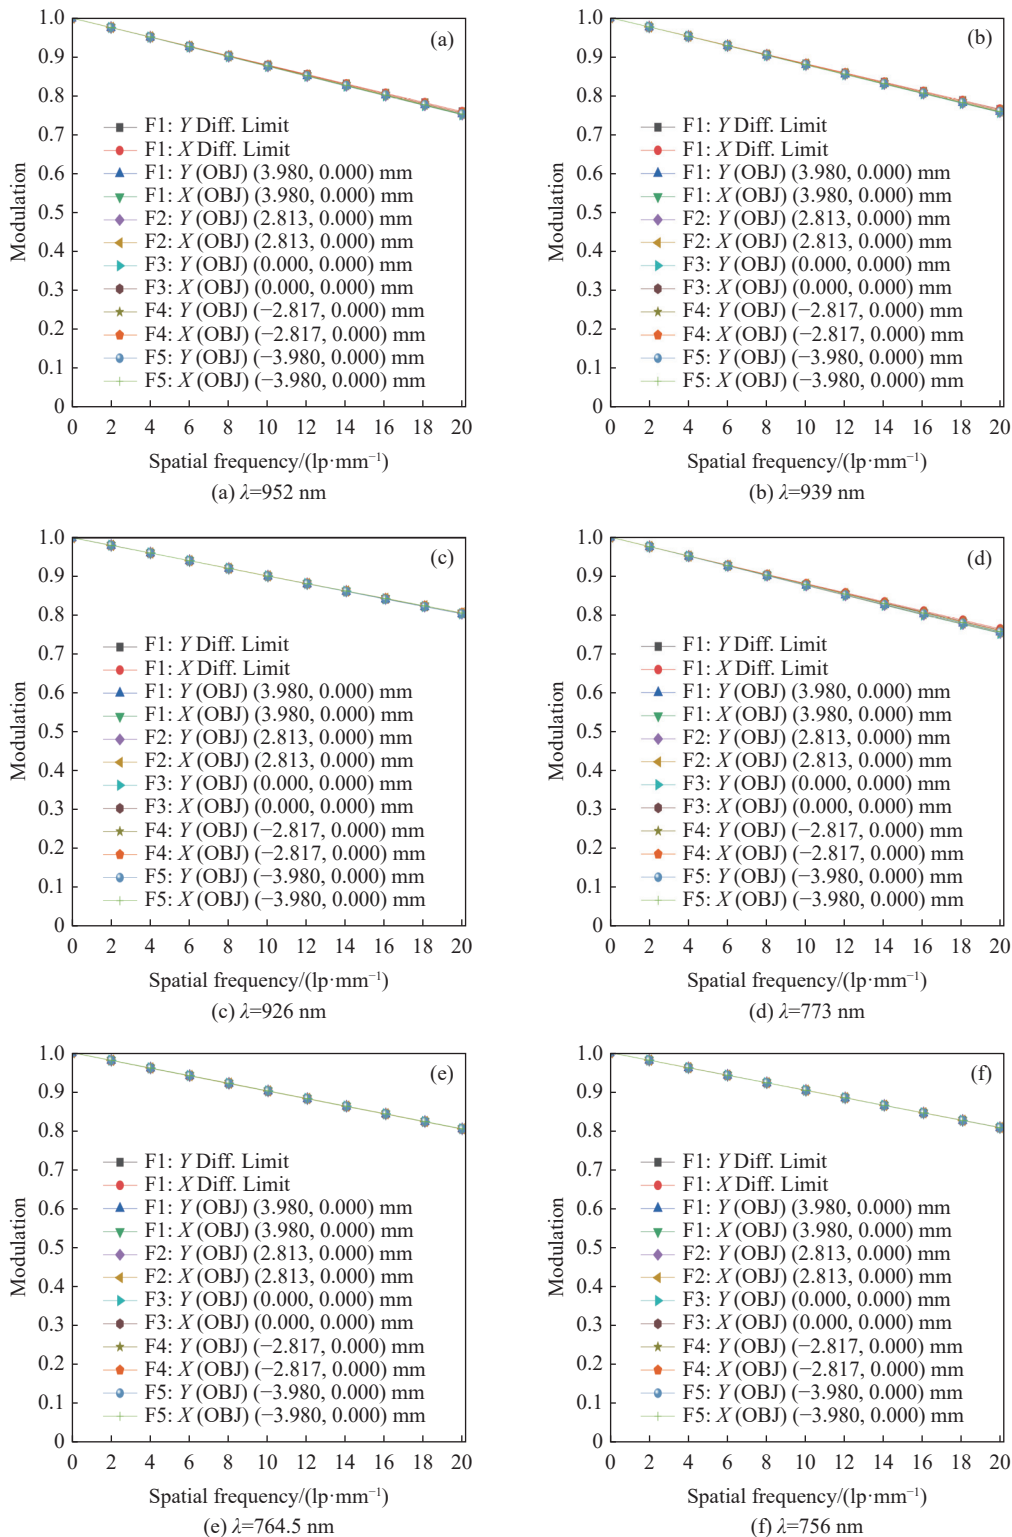 1.0
0.9
0.8
0.7
0.6
0.5
0.4
0.3
0.2
0.1
0
Modulation
(a)
F1: Y Diff. Limit
F1: X Diff. Limit
F1: Y (OBJ) (3.980, 0.000) mm
F1: X (OBJ) (3.980, 0.000) mm
F2: Y (OBJ) (2.813, 0.000) mm
F2: X (OBJ) (2.813, 0.000) mm
F3: Y (OBJ) (0.000, 0.000) mm
F3: X (OBJ) (0.000, 0.000) mm
F4: Y (OBJ) (−2.817, 0.000) mm
F4: X (OBJ) (−2.817, 0.000) mm
F5: Y (OBJ) (−3.980, 0.000) mm
F5: X (OBJ) (−3.980, 0.000) mm
0 2 4 6 8 10 12 14 16 18 20
Spatial frequency/(lp·mm⁻¹)
(a) λ=952 nm
1.0
0.9
0.8
0.7
0.6
0.5
0.4
0.3
0.2
0.1
0
Modulation
(b)
F1: Y Diff. Limit
F1: X Diff. Limit
F1: Y (OBJ) (3.980, 0.000) mm
F1: X (OBJ) (3.980, 0.000) mm
F2: Y (OBJ) (2.813, 0.000) mm
F2: X (OBJ) (2.813, 0.000) mm
F3: Y (OBJ) (0.000, 0.000) mm
F3: X (OBJ) (0.000, 0.000) mm
F4: Y (OBJ) (−2.817, 0.000) mm
F4: X (OBJ) (−2.817, 0.000) mm
F5: Y (OBJ) (−3.980, 0.000) mm
F5: X (OBJ) (−3.980, 0.000) mm
0 2 4 6 8 10 12 14 16 18 20
Spatial frequency/(lp·mm⁻¹)
(b) λ=939 nm
1.0
0.9
0.8
0.7
0.6
0.5
0.4
0.3
0.2
0.1
0
Modulation
(c)
F1: Y Diff. Limit
F1: X Diff. Limit
F1: Y (OBJ) (3.980, 0.000) mm
F1: X (OBJ) (3.980, 0.000) mm
F2: Y (OBJ) (2.813, 0.000) mm
F2: X (OBJ) (2.813, 0.000) mm
F3: Y (OBJ) (0.000, 0.000) mm
F3: X (OBJ) (0.000, 0.000) mm
F4: Y (OBJ) (−2.817, 0.000) mm
F4: X (OBJ) (−2.817, 0.000) mm
F5: Y (OBJ) (−3.980, 0.000) mm
F5: X (OBJ) (−3.980, 0.000) mm
0 2 4 6 8 10 12 14 16 18 20
Spatial frequency/(lp·mm⁻¹)
(c) λ=926 nm
1.0
0.9
0.8
0.7
0.6
0.5
0.4
0.3
0.2
0.1
0
Modulation
(d)
F1: Y Diff. Limit
F1: X Diff. Limit
F1: Y (OBJ) (3.980, 0.000) mm
F1: X (OBJ) (3.980, 0.000) mm
F2: Y (OBJ) (2.813, 0.000) mm
F2: X (OBJ) (2.813, 0.000) mm
F3: Y (OBJ) (0.000, 0.000) mm
F3: X (OBJ) (0.000, 0.000) mm
F4: Y (OBJ) (−2.817, 0.000) mm
F4: X (OBJ) (−2.817, 0.000) mm
F5: Y (OBJ) (−3.980, 0.000) mm
F5: X (OBJ) (−3.980, 0.000) mm
0 2 4 6 8 10 12 14 16 18 20
Spatial frequency/(lp·mm⁻¹)
(d) λ=773 nm
1.0
0.9
0.8
0.7
0.6
0.5
0.4
0.3
0.2
0.1
0
Modulation
(e)
F1: Y Diff. Limit
F1: X Diff. Limit
F1: Y (OBJ) (3.980, 0.000) mm
F1: X (OBJ) (3.980, 0.000) mm
F2: Y (OBJ) (2.813, 0.000) mm
F2: X (OBJ) (2.813, 0.000) mm
F3: Y (OBJ) (0.000, 0.000) mm
F3: X (OBJ) (0.000, 0.000) mm
F4: Y (OBJ) (−2.817, 0.000) mm
F4: X (OBJ) (−2.817, 0.000) mm
F5: Y (OBJ) (−3.980, 0.000) mm
F5: X (OBJ) (−3.980, 0.000) mm
0 2 4 6 8 10 12 14 16 18 20
Spatial frequency/(lp·mm⁻¹)
(e) λ=764.5 nm
1.0
0.9
0.8
0.7
0.6
0.5
0.4
0.3
0.2
0.1
0
Modulation
(f)
F1: Y Diff. Limit
F1: X Diff. Limit
F1: Y (OBJ) (3.980, 0.000) mm
F1: X (OBJ) (3.980, 0.000) mm
F2: Y (OBJ) (2.813, 0.000) mm
F2: X (OBJ) (2.813, 0.000) mm
F3: Y (OBJ) (0.000, 0.000) mm
F3: X (OBJ) (0.000, 0.000) mm
F4: Y (OBJ) (−2.817, 0.000) mm
F4: X (OBJ) (−2.817, 0.000) mm
F5: Y (OBJ) (−3.980, 0.000) mm
F5: X (OBJ) (−3.980, 0.000) mm
0 2 4 6 8 10 12 14 16 18 20
Spatial frequency/(lp·mm⁻¹)
(f) λ=756 nm